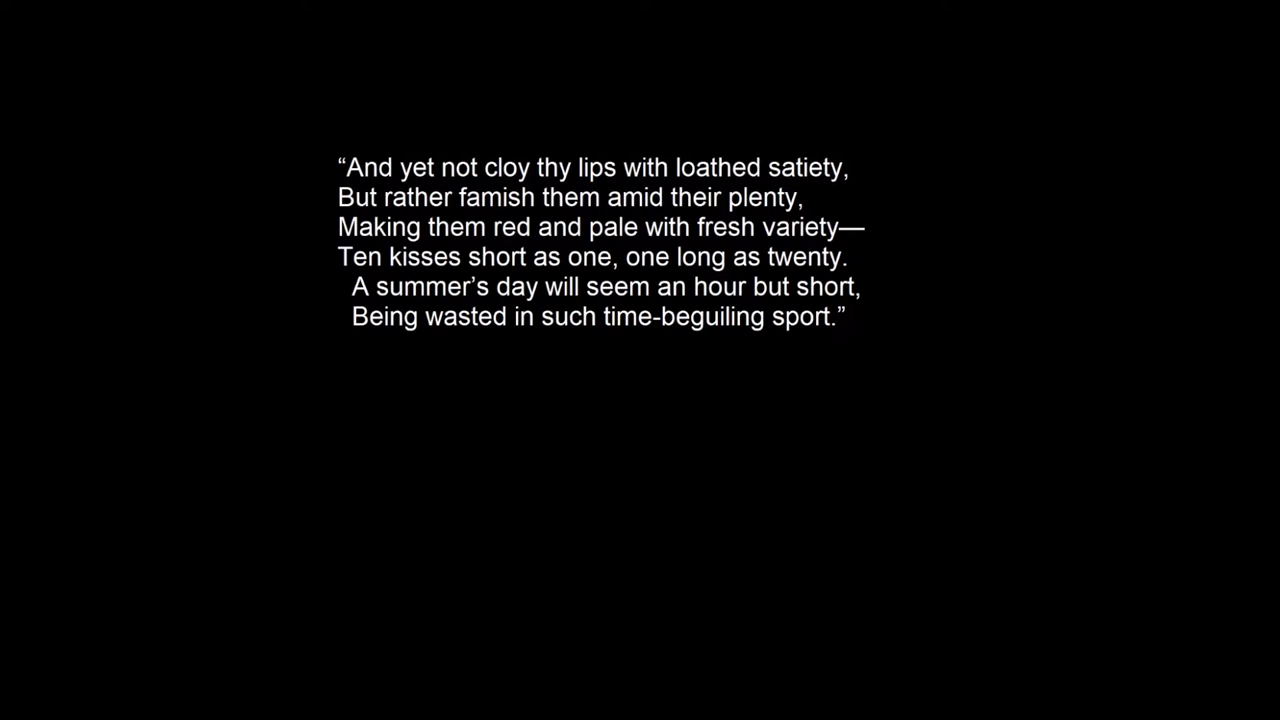 “And yet not cloy thy lips with loathed satiety,
But rather famish them amid their plenty,
Making them red and pale with fresh variety—
Ten kisses short as one, one long as twenty.
A summer’s day will seem an hour but short,
Being wasted in such time-beguiling sport.”